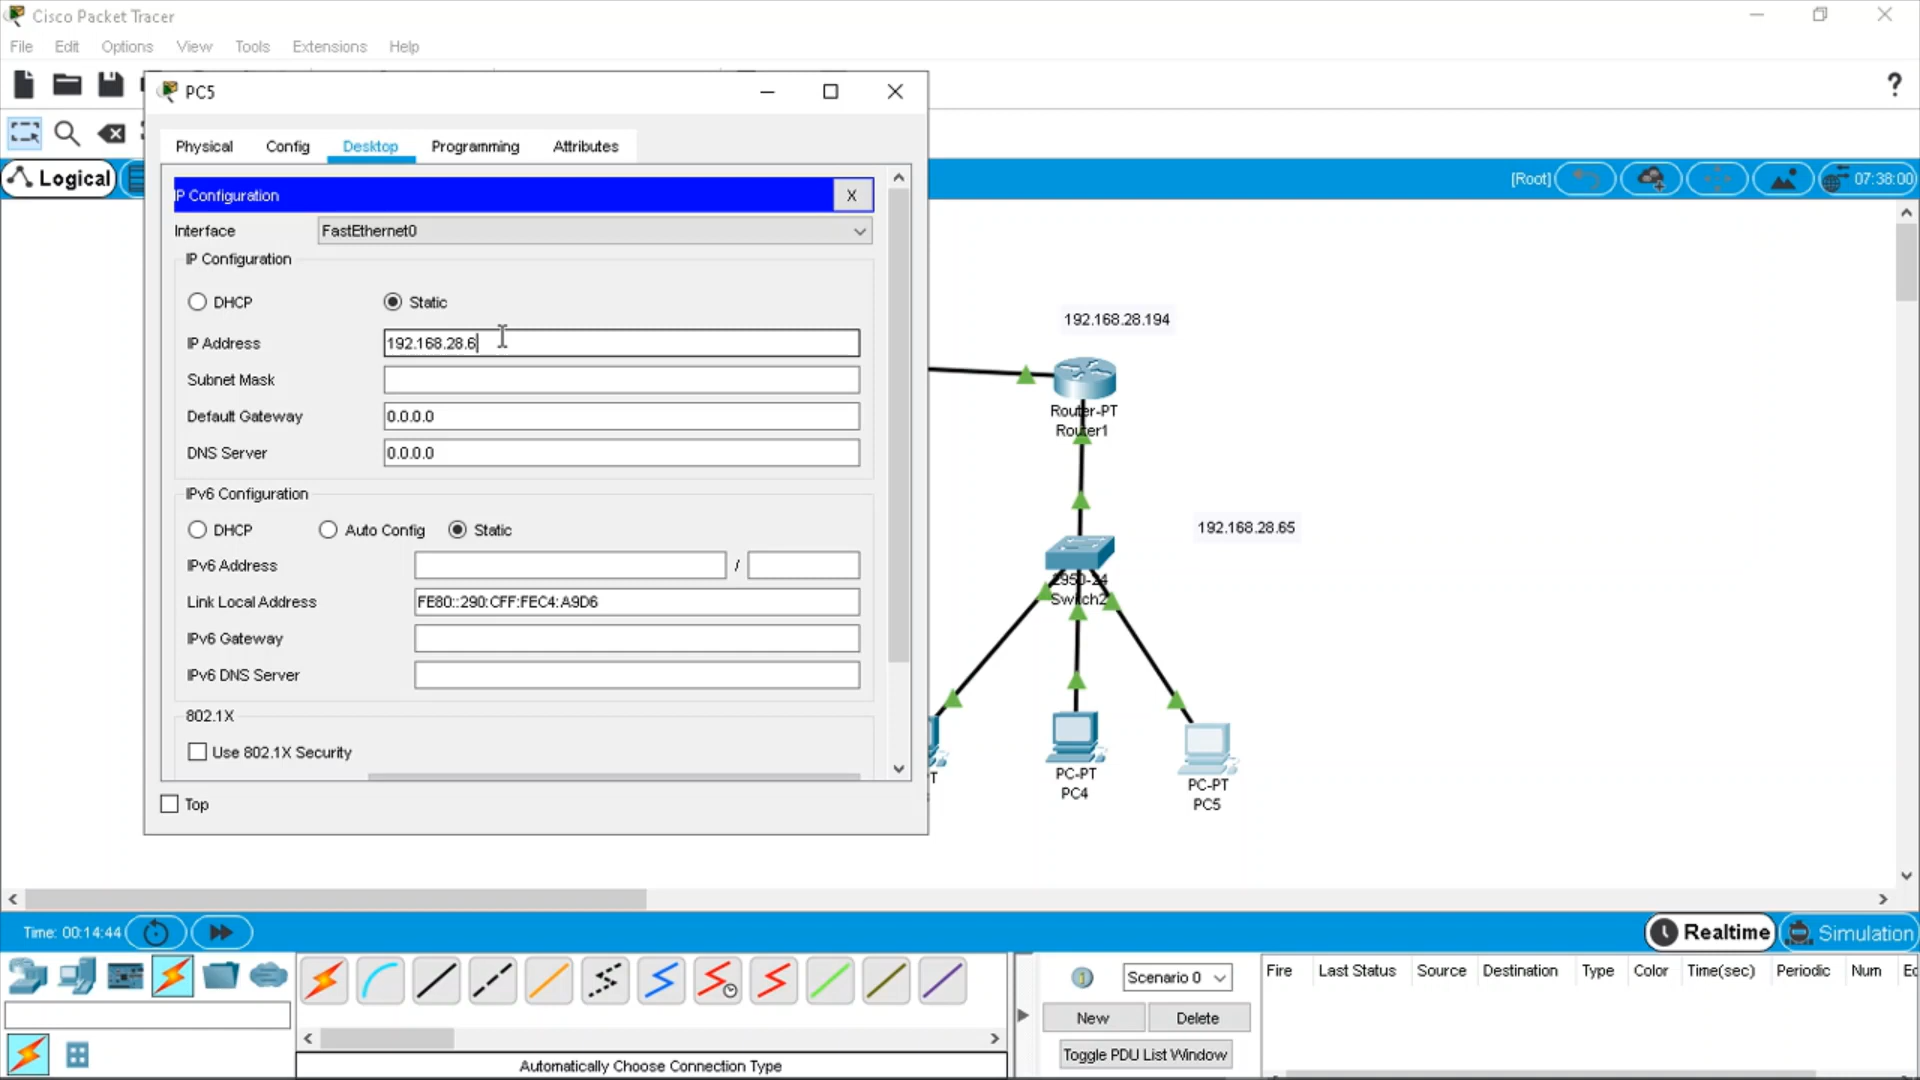 Cisco Packet Tracer
File Edit Options View Tools Extensions Help
?
PC5
Physical Config Desktop Programming Attributes
Logical
[Root]
07:38:00
IP Configuration
X
Interface FastEthernet0
IP Configuration
DHCP Static
IP Address 192.168.28.6
Subnet Mask
Default Gateway 0.0.0.0
DNS Server 0.0.0.0
IPv6 Configuration
DHCP Auto Config Static
IPv6 Address /
Link Local Address FE80::290:CFF:FEC4:A9D6
IPv6 Gateway
IPv6 DNS Server
802.1X
Use 802.1X Security
Top
192.168.28.194
Router-PT
Router1
192.168.28.65
2950-24
Switch2
T
PC-PT
PC4
PC-PT
PC5
Time: 00:14:44
Realtime
Simulation
Scenario 0
New Delete
Toggle PDU List Window
Fire Last Status Source Destination Type Color Time(sec) Periodic Num
Automatically Choose Connection Type